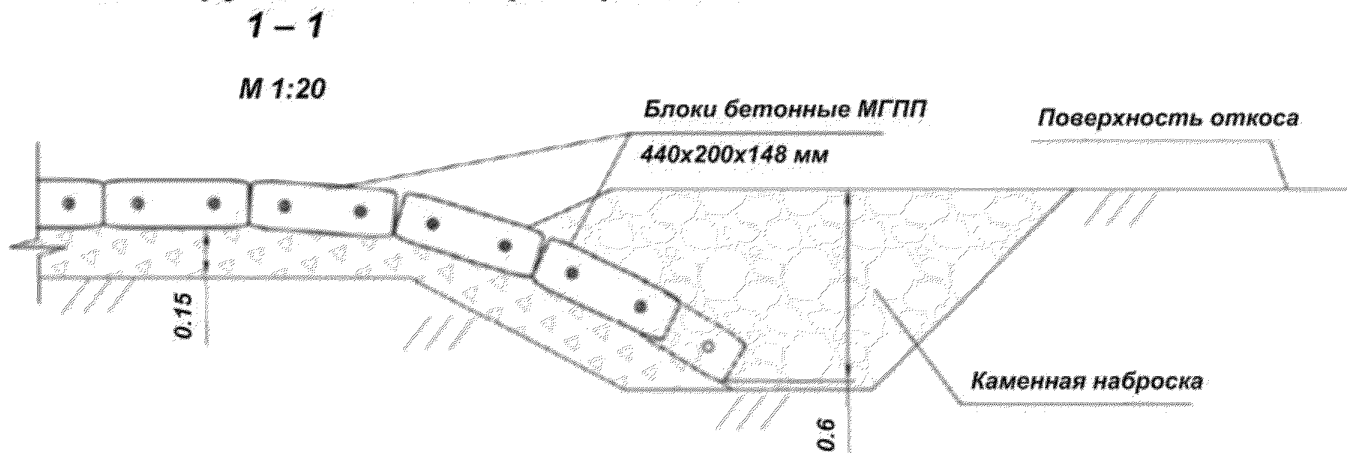 1 – 1
М 1:20
Блоки бетонные МГПП
440х200х148 мм
Поверхность откоса
0.15
Каменная наброска
0.6